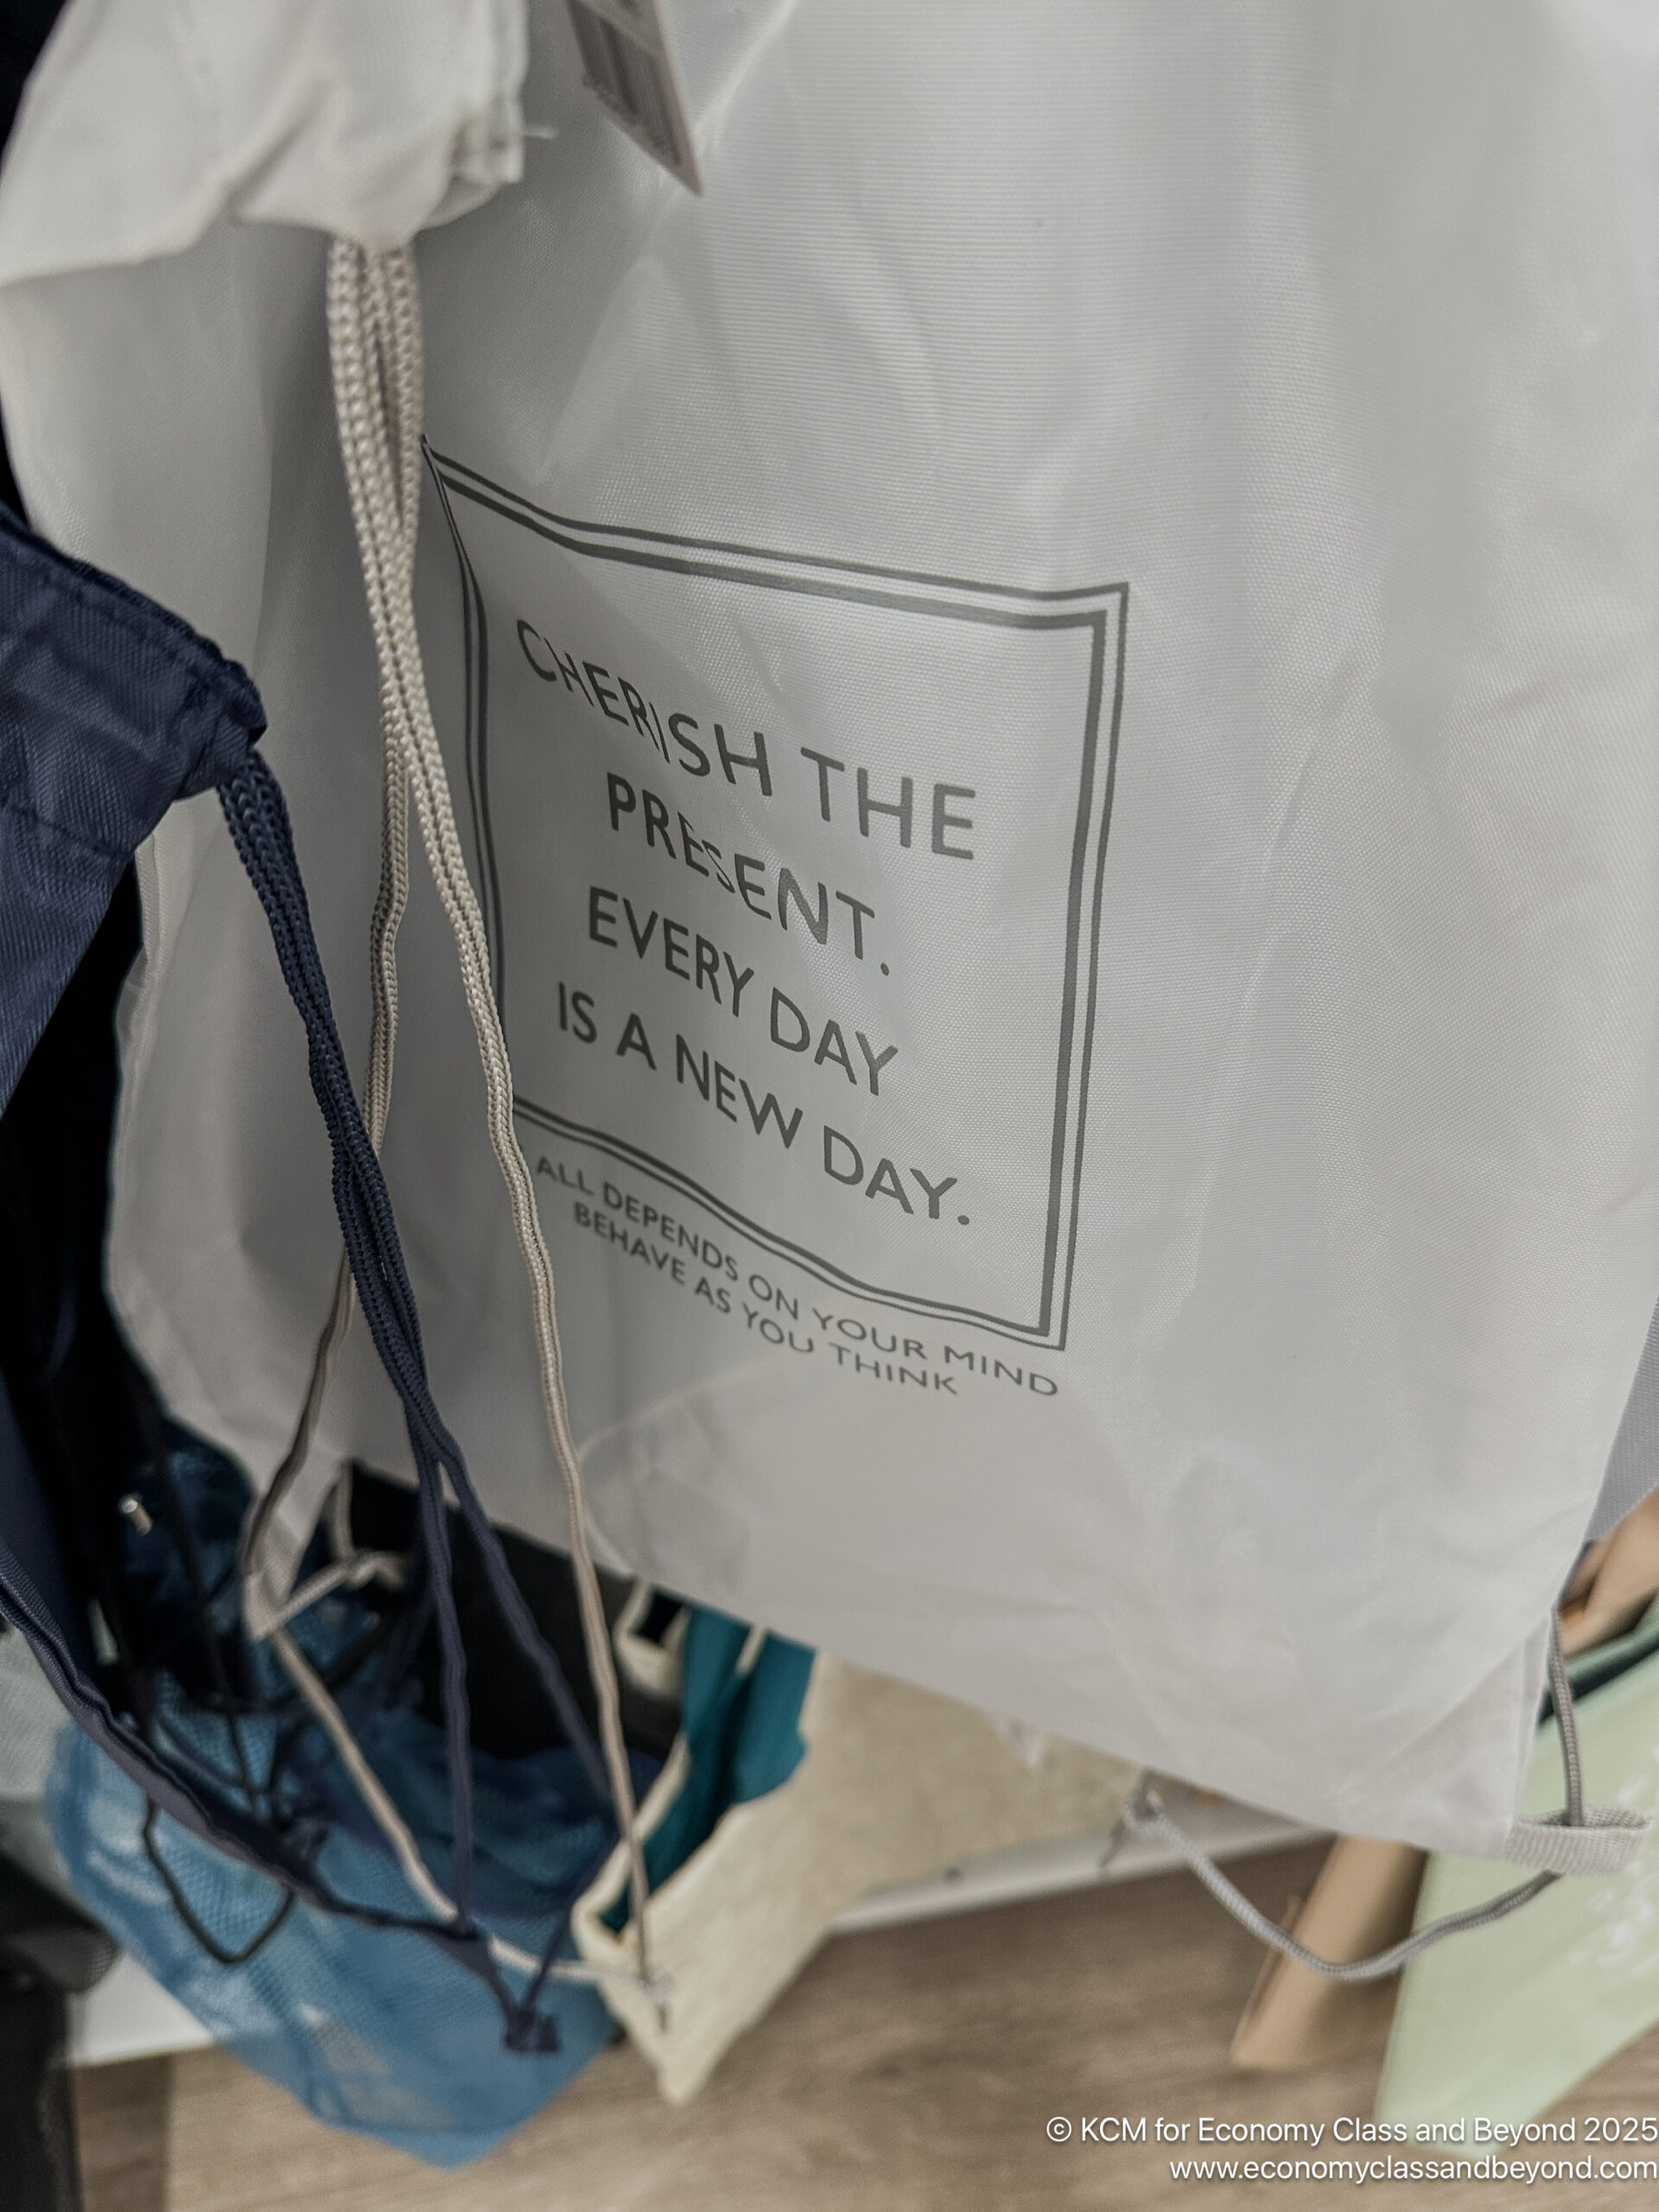 CHERISH THE
PRESENT.
EVERY DAY
IS A NEW DAY.
ALL DEPENDS ON YOUR MIND
BEHAVE AS YOU THINK
© KCM for Economy Class and Beyond 2025
www.economyclassandbeyond.com